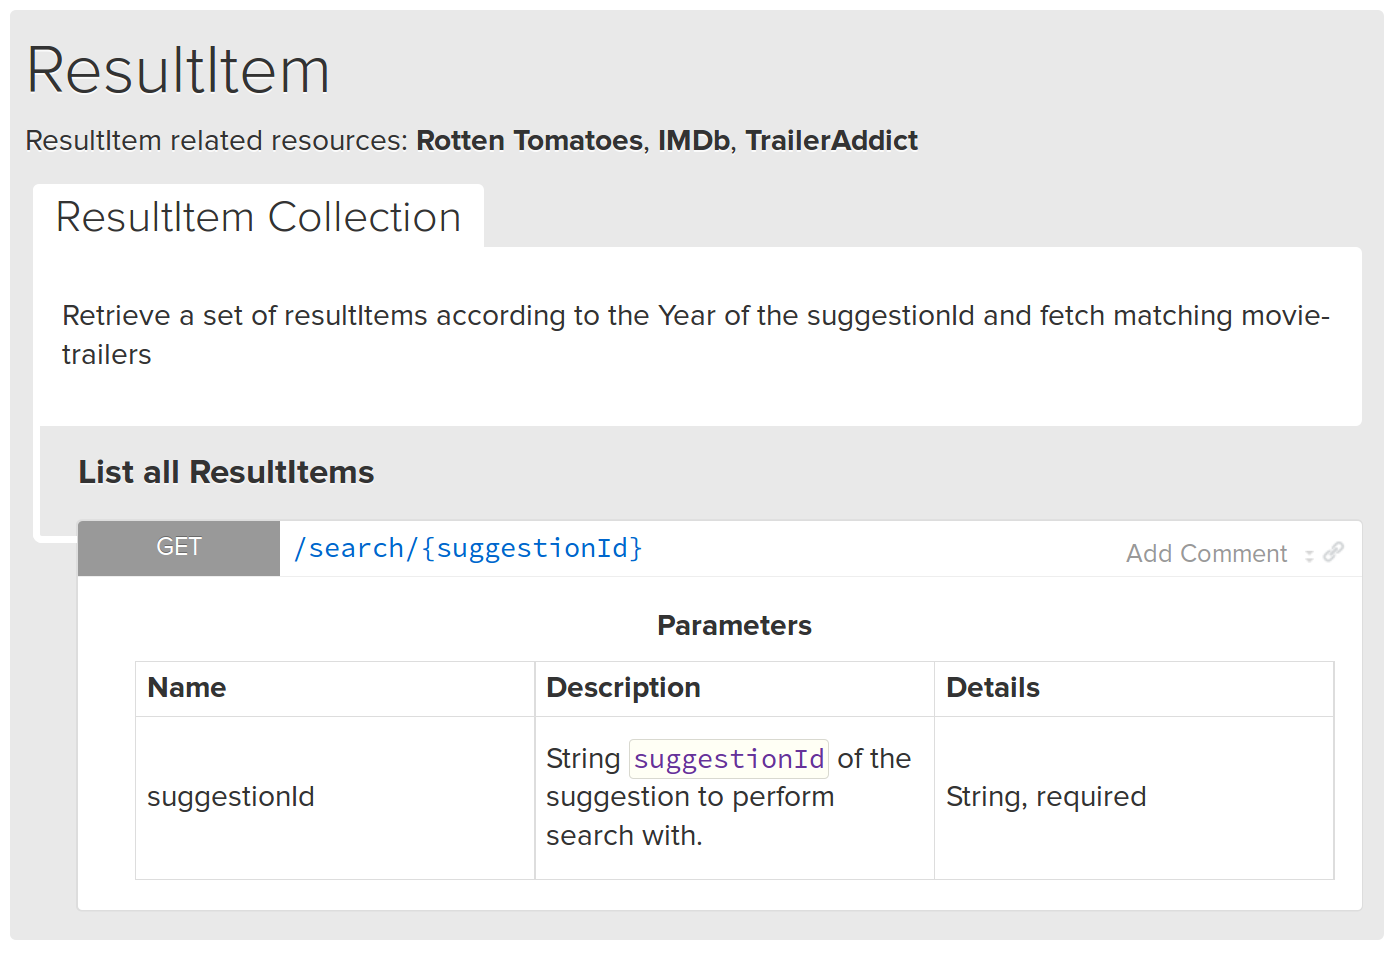 ResultItem
ResultItem related resources: Rotten Tomatoes, IMDb, TrailerAddict
ResultItem Collection
Retrieve a set of resultItems according to the Year of the suggestionId and fetch matching movie-
trailers
List all ResultItems
GET /search/{suggestionId} Add Comment
Parameters
Name Description Details
String suggestionId of the
suggestionId suggestion to perform String, required
search with.